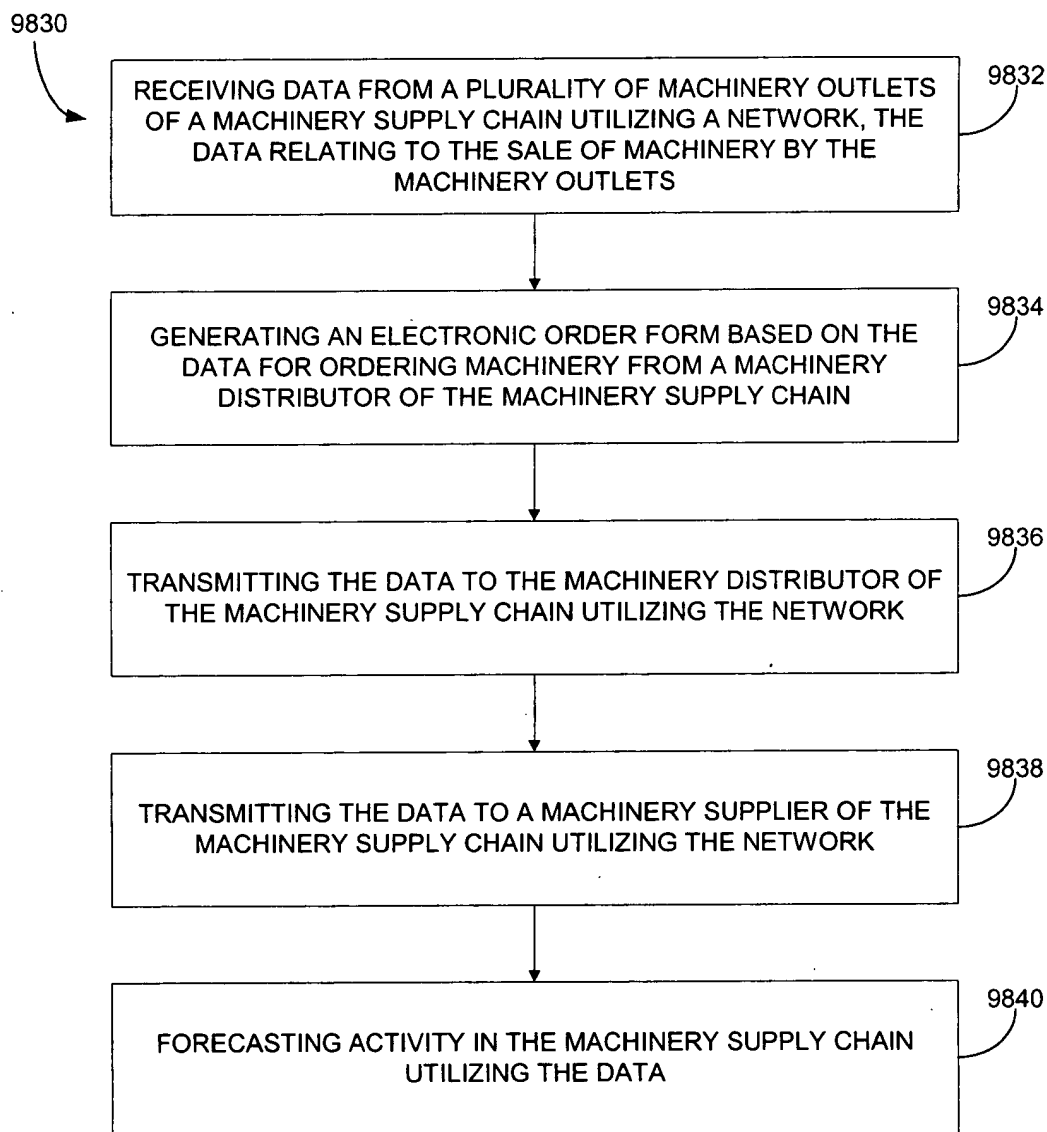 9830
9832
RECEIVING DATA FROM A PLURALITY OF MACHINERY OUTLETS
OF A MACHINERY SUPPLY CHAIN UTILIZING A NETWORK, THE
DATA RELATING TO THE SALE OF MACHINERY BY THE
MACHINERY OUTLETS
9834
GENERATING AN ELECTRONIC ORDER FORM BASED ON THE
DATA FOR ORDERING MACHINERY FROM A MACHINERY
DISTRIBUTOR OF THE MACHINERY SUPPLY CHAIN
9836
TRANSMITTING THE DATA TO THE MACHINERY DISTRIBUTOR OF
THE MACHINERY SUPPLY CHAIN UTILIZING THE NETWORK
9838
TRANSMITTING THE DATA TO A MACHINERY SUPPLIER OF THE
MACHINERY SUPPLY CHAIN UTILIZING THE NETWORK
9840
FORECASTING ACTIVITY IN THE MACHINERY SUPPLY CHAIN
UTILIZING THE DATA